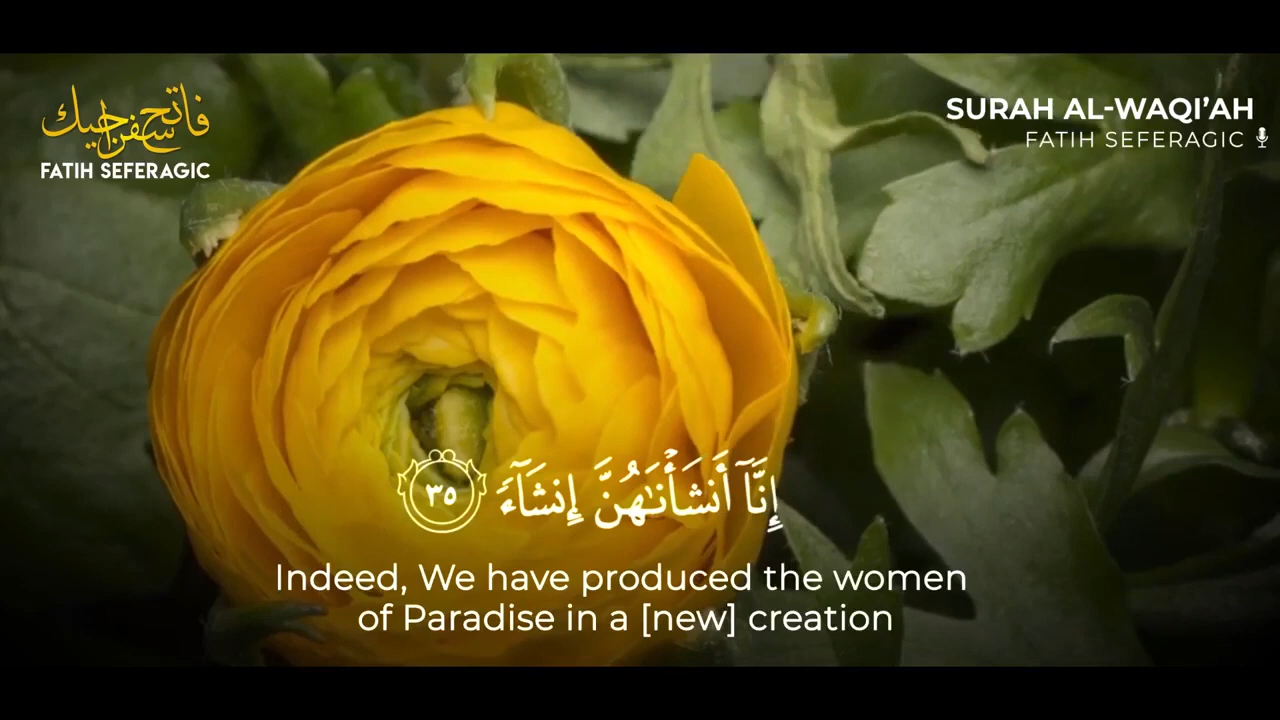 فاتح سفرجيك
FATIH SEFERAGIC
SURAH AL-WAQI'AH
FATIH SEFERAGIC
إِنَّآ أَنشَأْنَٰهُنَّ إِنشَآءً ٣٥
Indeed, We have produced the women
of Paradise in a [new] creation